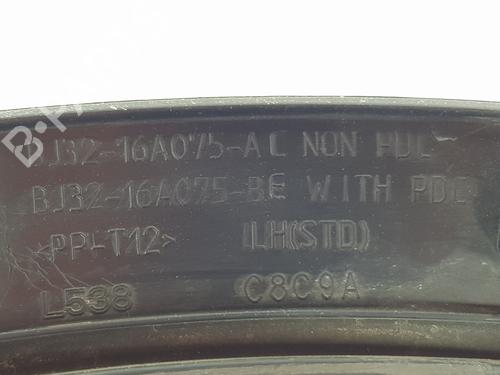 BJ32-16A075-AC NON PDC
BJ32-16A075-BE WITH PDC
>PP-T12< LH(STD)
L538 C8C9A